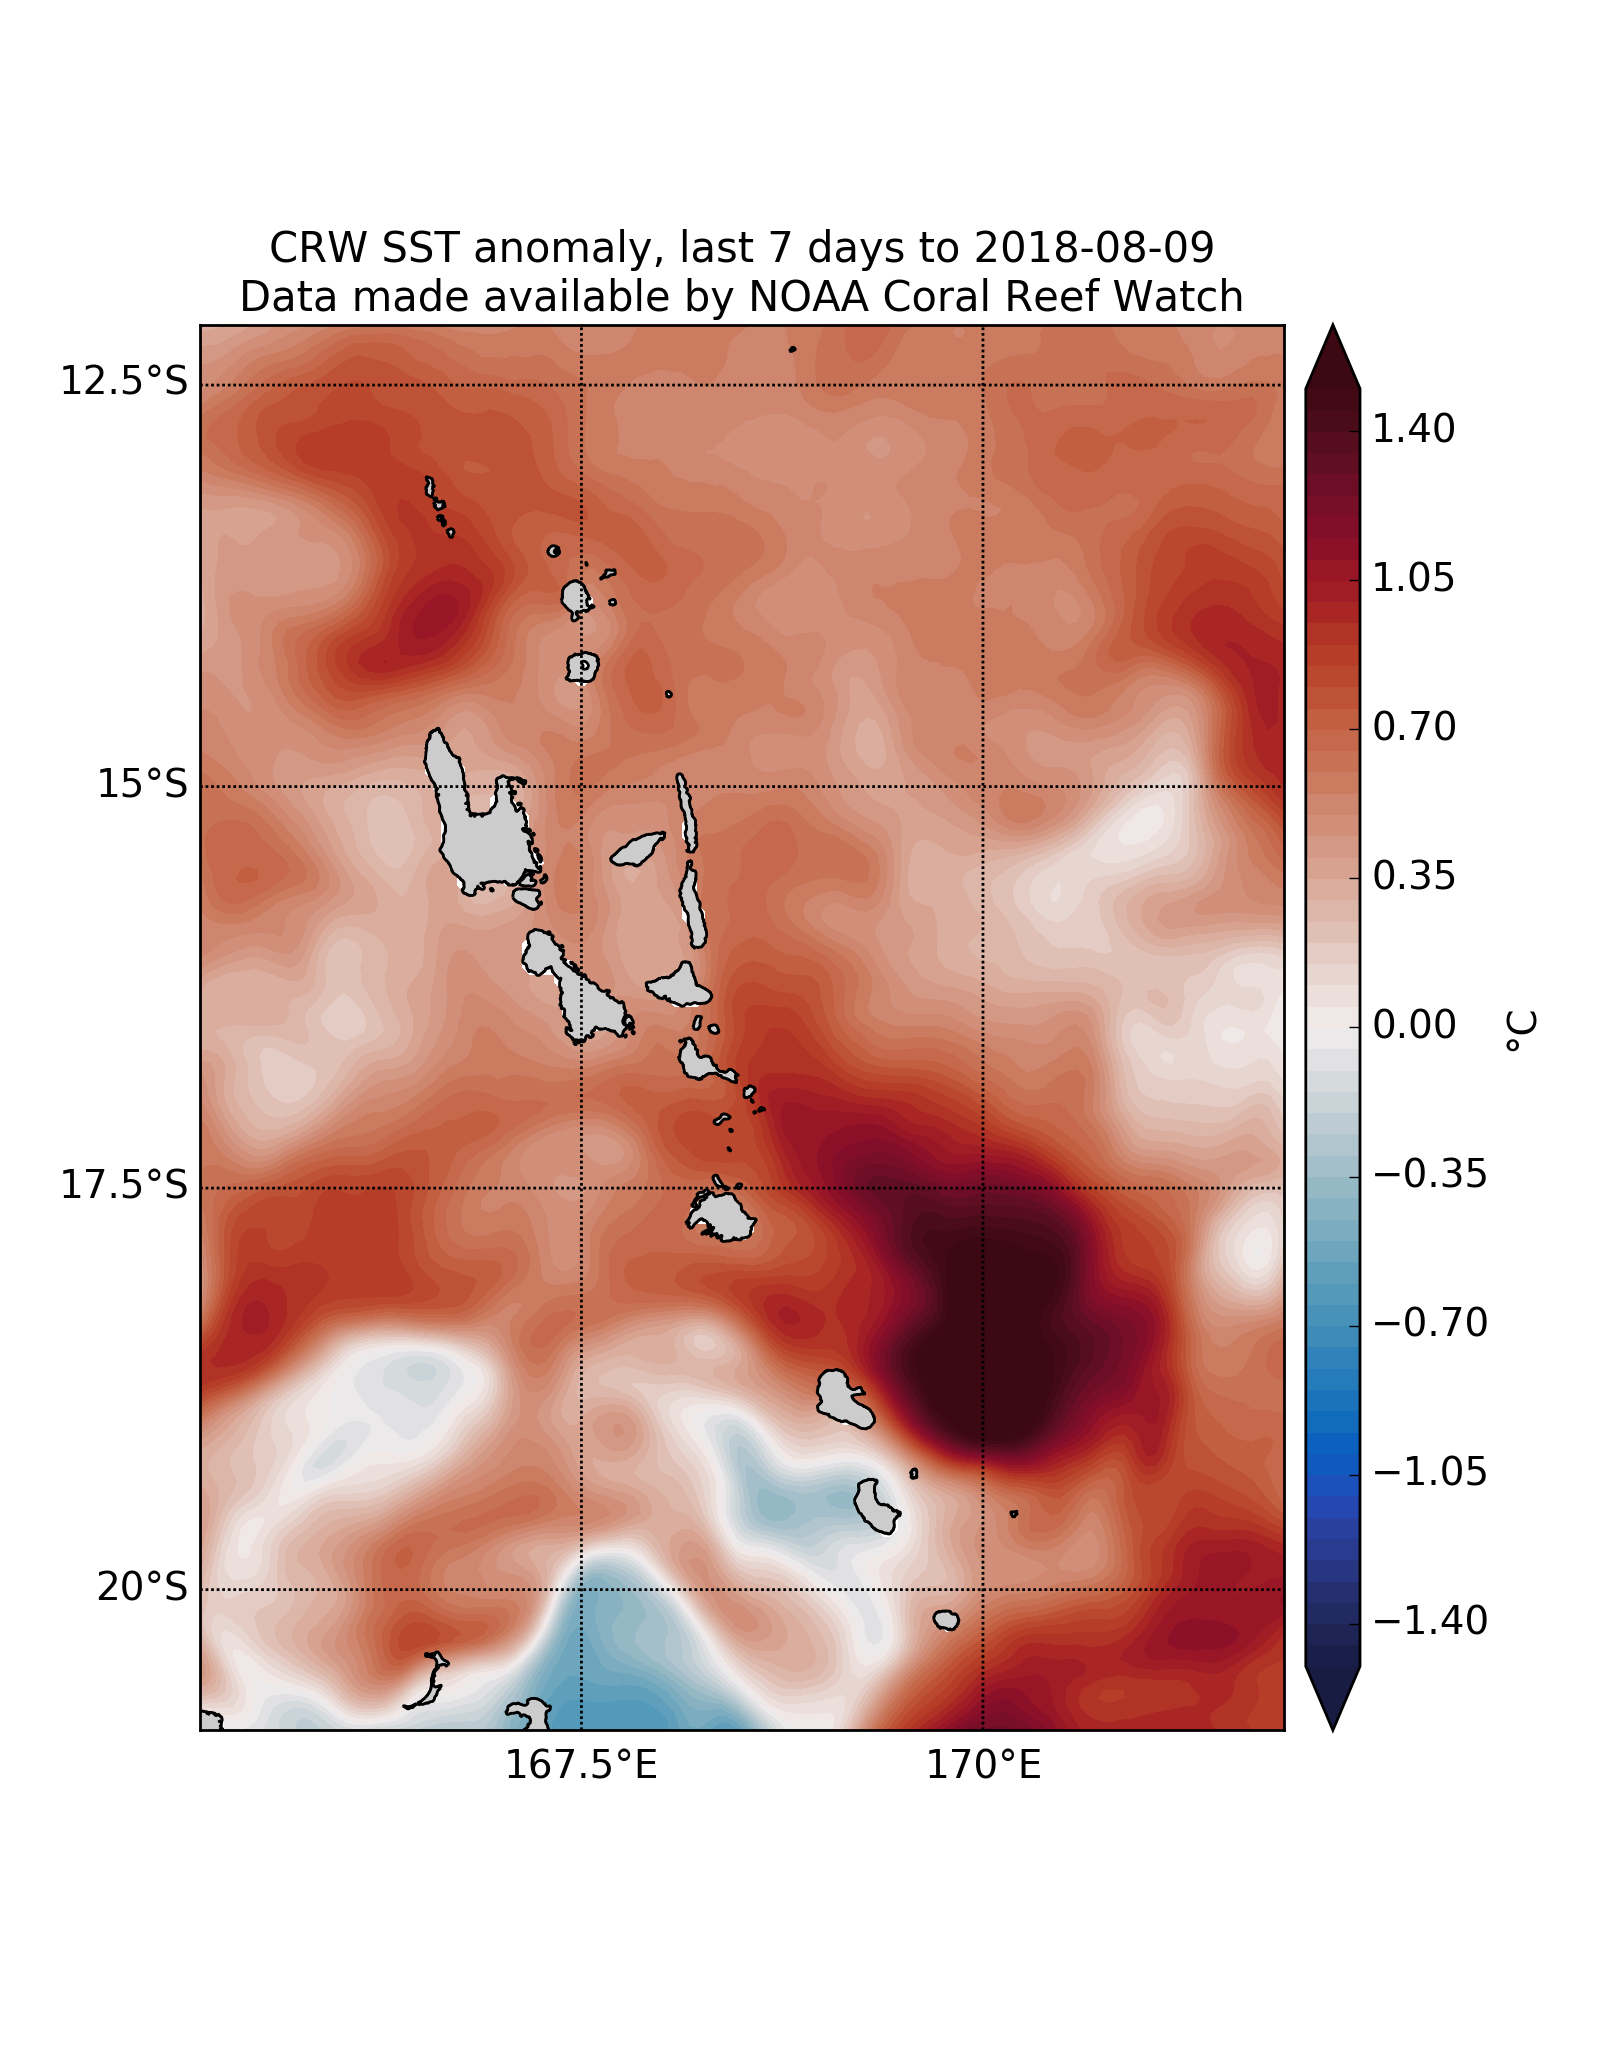 CRW SST anomaly, last 7 days to 2018-08-09
Data made available by NOAA Coral Reef Watch
12.5°S
15°S
17.5°S
20°S
167.5°E
170°E
1.40
1.05
0.70
0.35
0.00
−0.35
−0.70
−1.05
−1.40
°C